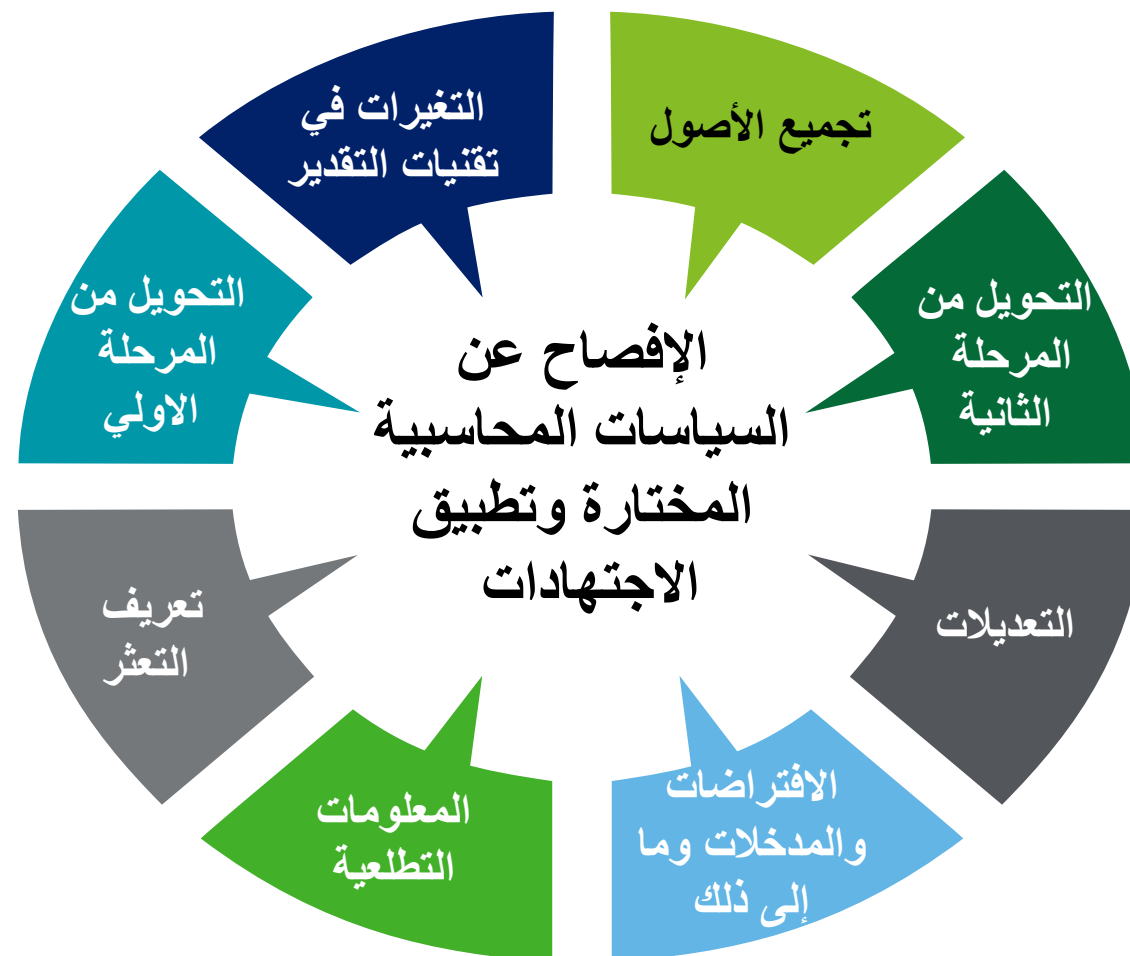 تجميع الأصول
التغيرات في
تقنيات التقدير
التحويل من
المرحلة
الثانية
التحويل من
المرحلة
الاولي
الإفصاح عن
السياسات المحاسبية
المختارة وتطبيق
الاجتهادات
التعديلات
تعريف
التعثر
الافتراضات
والمدخلات وما
إلى ذلك
المعلومات
التطلعية